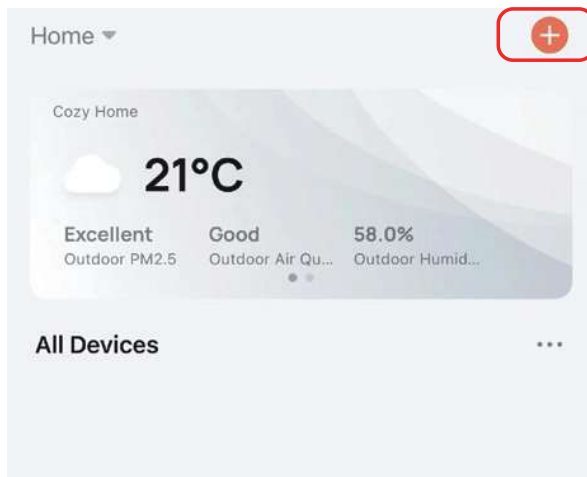 Home
Cozy Home
21°C
Excellent Good 58.0%
Outdoor PM2.5 Outdoor Air Qu... Outdoor Humid...
All Devices